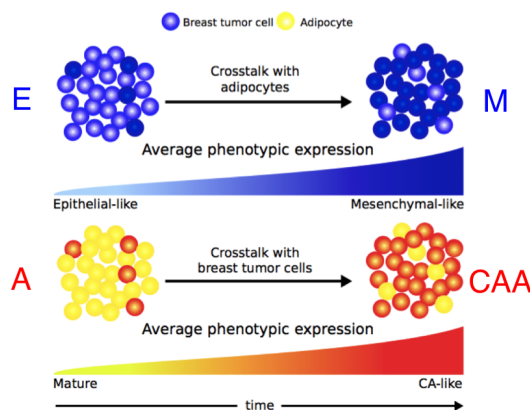 Breast tumor cell Adipocyte
Crosstalk with
adipocytes
E M
Average phenotypic expression
Epithelial-like Mesenchymal-like
Crosstalk with
breast tumor cells
A CAA
Average phenotypic expression
Mature CA-like
time